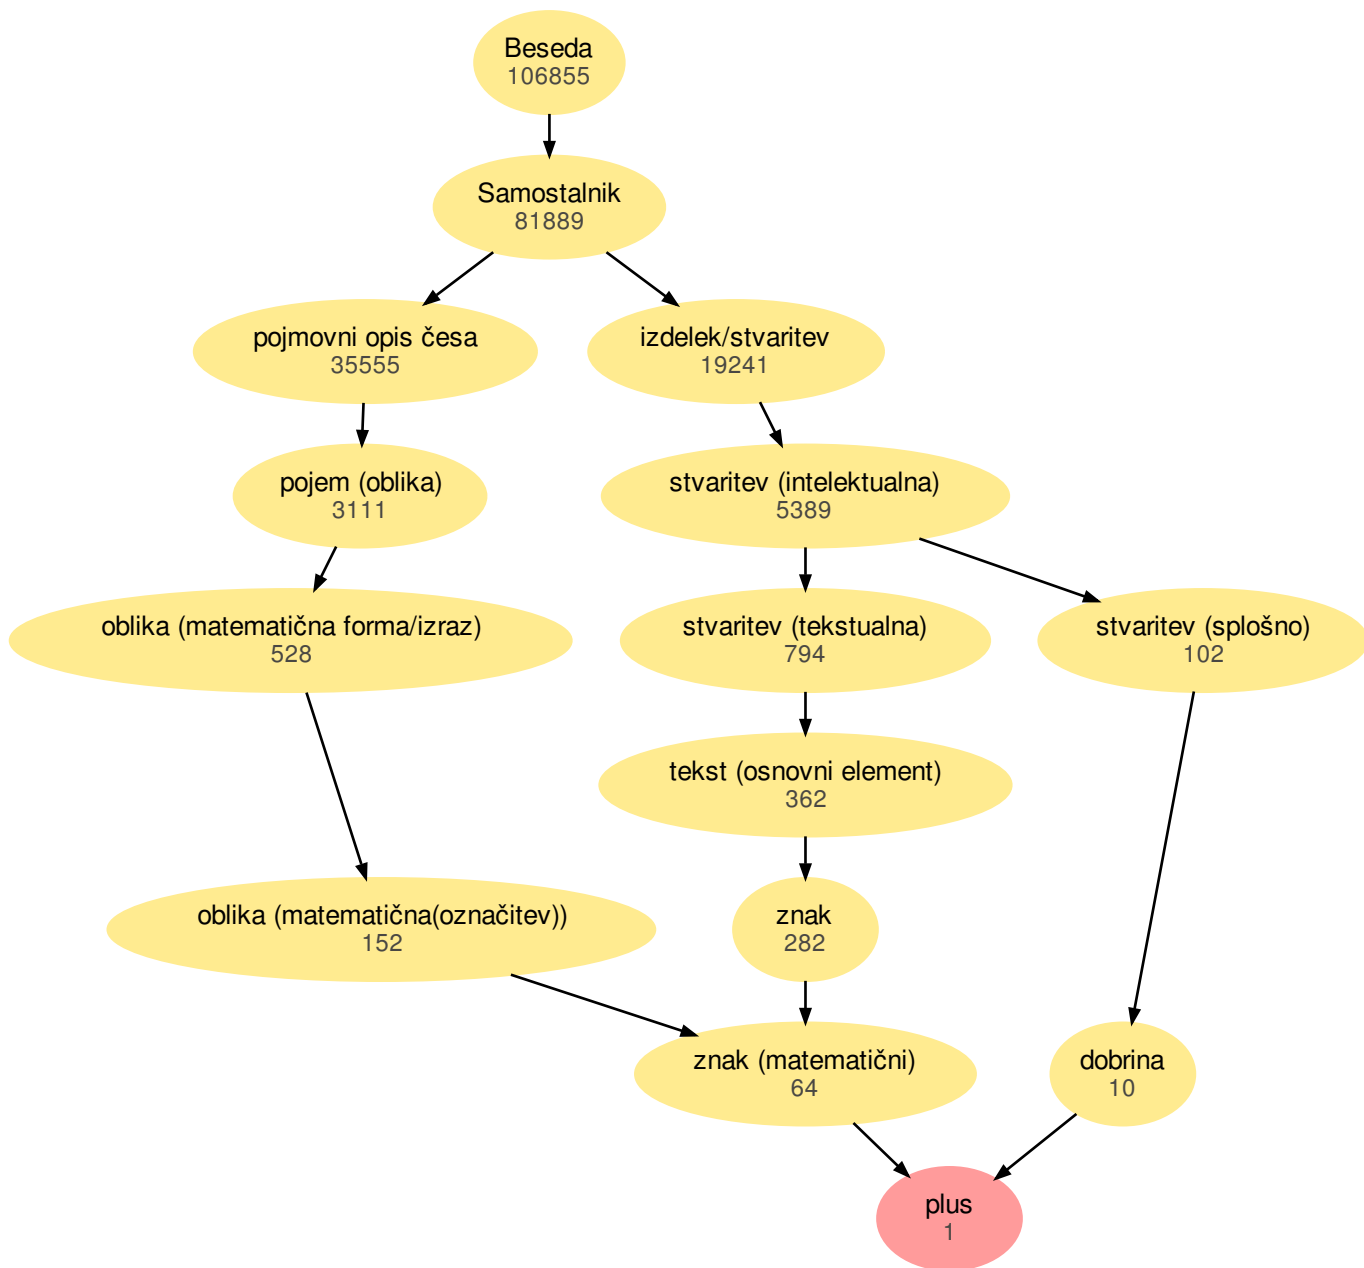 Beseda
106855
Samostalnik
81889
pojmovni opis česa
35555
izdelek/stvaritev
19241
pojem (oblika)
3111
stvaritev (intelektualna)
5389
oblika (matematična forma/izraz)
528
stvaritev (tekstualna)
794
stvaritev (splošno)
102
tekst (osnovni element)
362
oblika (matematična(označitev))
152
znak
282
znak (matematični)
64
dobrina
10
plus
1